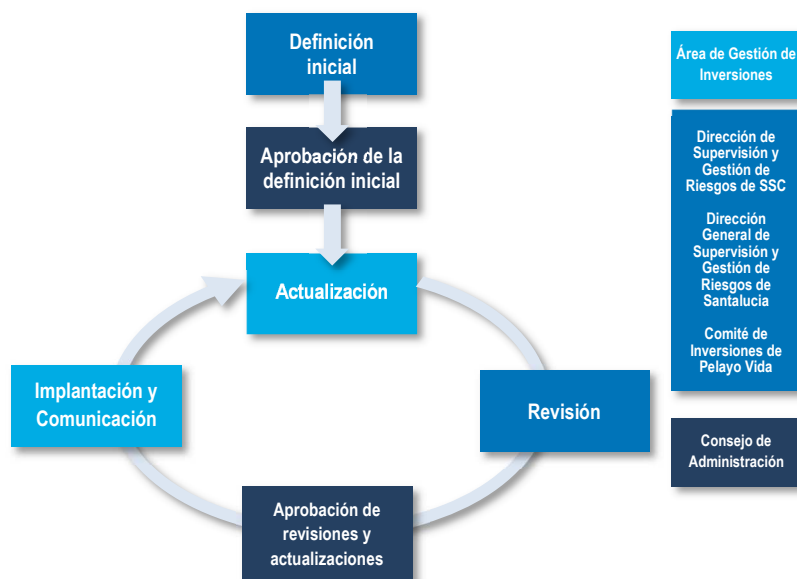 Definición
inicial
Aprobación de la
definición inicial
Actualización
Implantación y
Comunicación
Revisión
Aprobación de
revisiones y
actualizaciones
Área de Gestión de
Inversiones
Dirección de
Supervisión y
Gestión de
Riesgos de SSC
Dirección
General de
Supervisión y
Gestión de
Riesgos de
Santalucia
Comité de
Inversiones de
Pelayo Vida
Consejo de
Administración